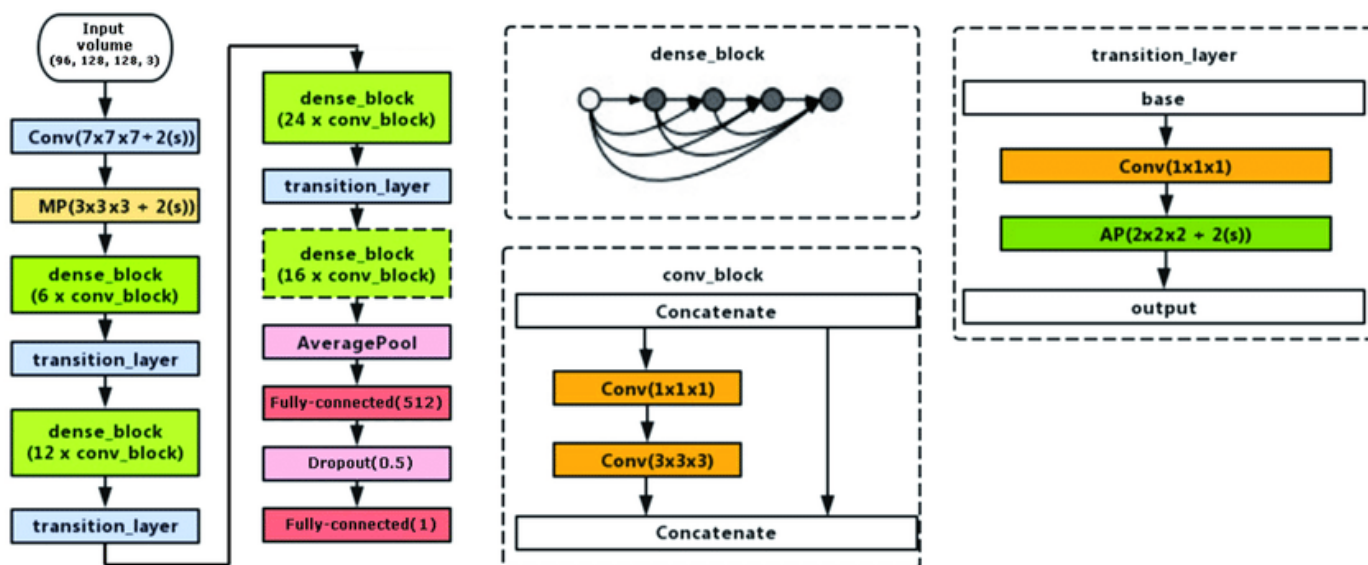 Input
volume
(96, 128, 128, 3)
Conv(7x7x7+2(s))
MP(3x3x3 + 2(s))
dense_block
(6 x conv_block)
transition_layer
dense_block
(12 x conv_block)
transition_layer
dense_block
(24 x conv_block)
transition_layer
dense_block
(16 x conv_block)
AveragePool
Fully-connected(512)
Dropout(0.5)
Fully-connected(1)
dense_block
conv_block
Concatenate
Conv(1x1x1)
Conv(3x3x3)
Concatenate
transition_layer
base
Conv(1x1x1)
AP(2x2x2 + 2(s))
output